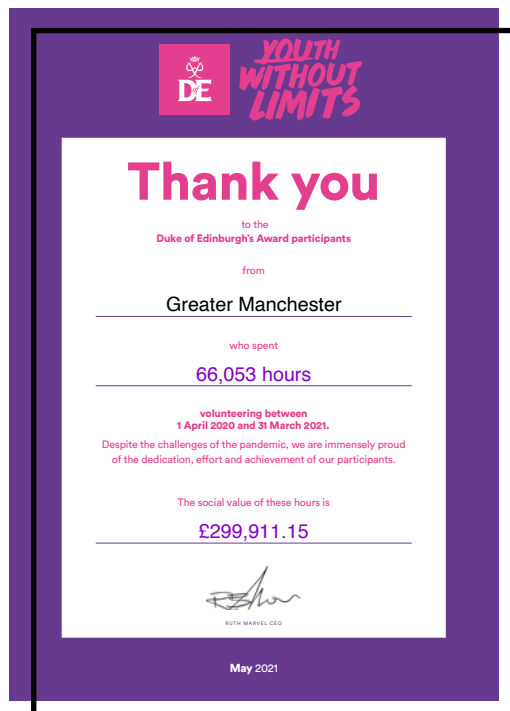 DofE
YOUTH
WITHOUT
LIMITS
Thank you
to the
Duke of Edinburgh's Award participants
from
Greater Manchester
who spent
66,053 hours
volunteering between
1 April 2020 and 31 March 2021.
Despite the challenges of the pandemic, we are immensely proud
of the dedication, effort and achievement of our participants.
The social value of these hours is
£299,911.15
RUTH MARVEL CEO
May 2021